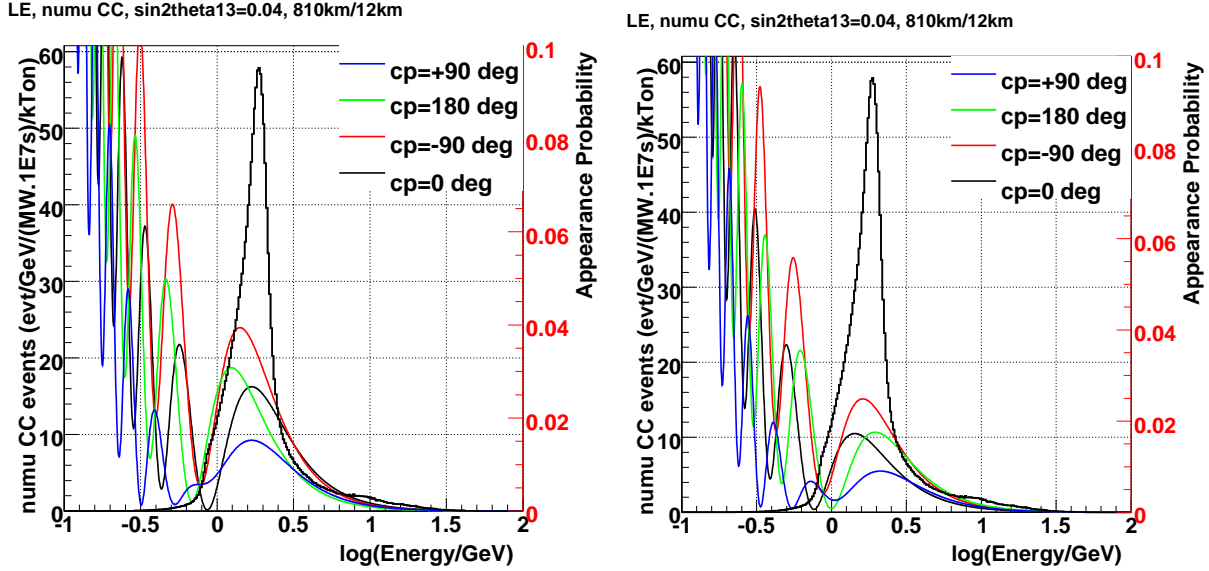 LE, numu CC, sin2theta13=0.04, 810km/12km
numu CC events (evt/GeV/(MW.1E7s)/kTon)
60
50
40
30
20
10
0
-1
-0.5
0
0.5
1
1.5
2
log(Energy/GeV)
cp=+90 deg
cp=180 deg
cp=-90 deg
cp=0 deg
0.1
0.08
0.06
0.04
0.02
0
Appearance Probability
LE, numu CC, sin2theta13=0.04, 810km/12km
numu CC events (evt/GeV/(MW.1E7s)/kTon)
60
50
40
30
20
10
0
-1
-0.5
0
0.5
1
1.5
2
log(Energy/GeV)
cp=+90 deg
cp=180 deg
cp=-90 deg
cp=0 deg
0.1
0.08
0.06
0.04
0.02
0
Appearance Probability